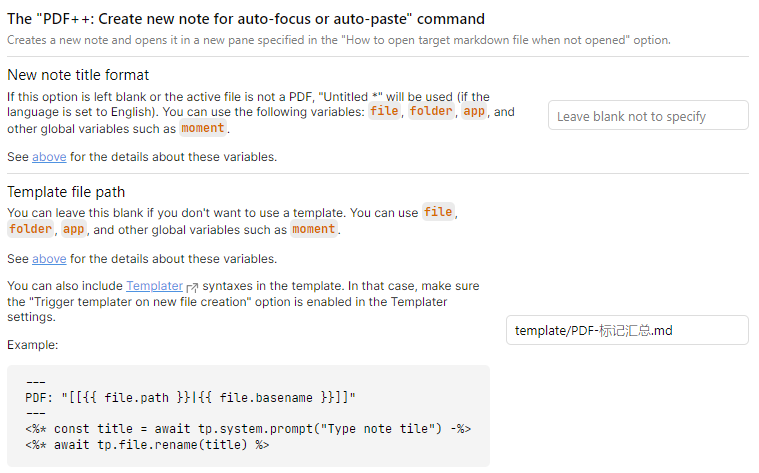 The "PDF++: Create new note for auto-focus or auto-paste" command
Creates a new note and opens it in a new pane specified in the "How to open target markdown file when not opened" option.
New note title format
If this option is left blank or the active file is not a PDF, "Untitled *" will be used (if the
language is set to English). You can use the following variables: file, folder, app, and
other global variables such as moment.
Leave blank not to specify
See above for the details about these variables.
Template file path
You can leave this blank if you don't want to use a template. You can use file,
folder, app, and other global variables such as moment.
See above for the details about these variables.
You can also include Templater syntaxes in the template. In that case, make sure
the "Trigger templater on new file creation" option is enabled in the Templater
settings.
template/PDF-标记汇总.md
Example:
---
PDF: "[[{{ file.path }}|{{ file.basename }}]]"
---
<%* const title = await tp.system.prompt("Type note tile") -%>
<%* await tp.file.rename(title) %>